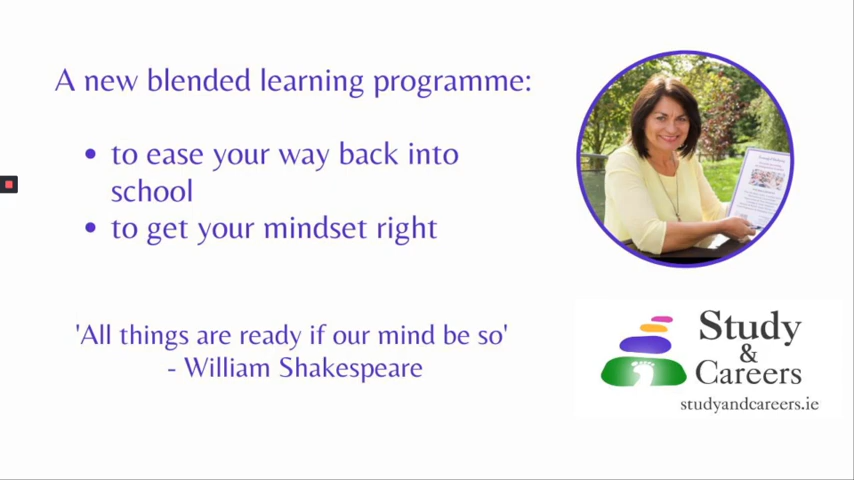 A new blended learning programme:
• to ease your way back into
school
• to get your mindset right
'All things are ready if our mind be so'
- William Shakespeare
Study
&
Careers
studyandcareers.ie